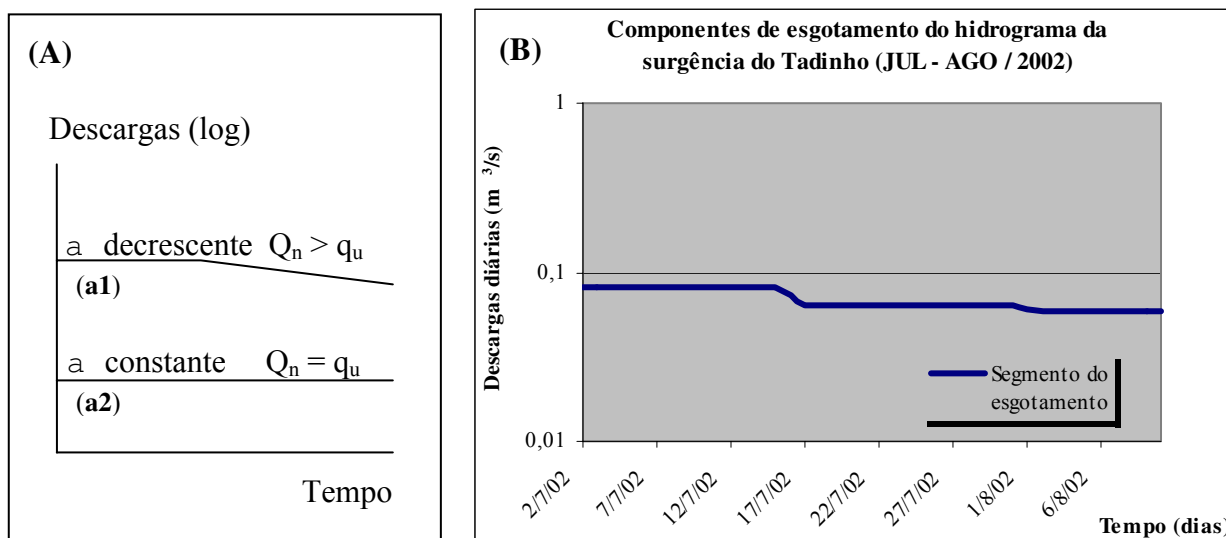 (A)
Descargas (log)
a decrescente Qn > qu
(a1)
a constante Qn = qu
(a2)
Tempo
(B)
Componentes de esgotamento do hidrograma da
surgência do Tadinho (JUL - AGO / 2002)
Descargas diárias (m ³/s)
1
0,1
0,01
Segmento do
esgotamento
2/7/02
7/7/02
12/7/02
17/7/02
22/7/02
27/7/02
1/8/02
6/8/02
Tempo (dias)